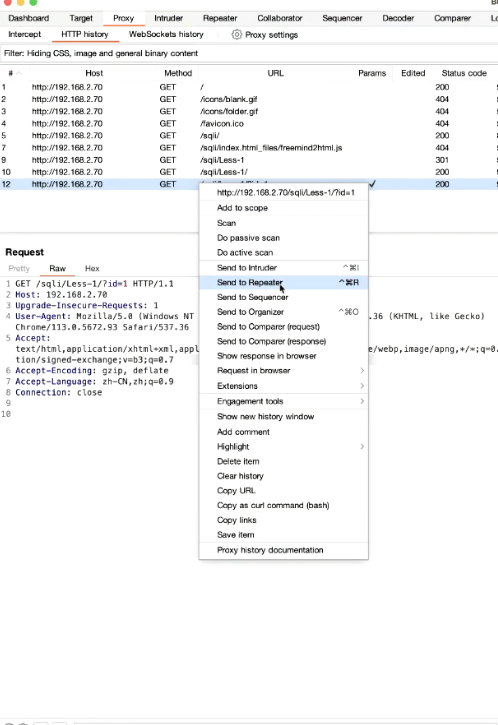 Dashboard Target Proxy Intruder Repeater Collaborator Sequencer Decoder Comparer
Intercept HTTP history WebSockets history Proxy settings
Filter: Hiding CSS, image and general binary content
# Host Method URL Params Edited Status code
1 http://192.168.2.70 GET / 200
2 http://192.168.2.70 GET /icons/blank.gif 404
3 http://192.168.2.70 GET /icons/folder.gif 404
4 http://192.168.2.70 GET /favicon.ico 404
5 http://192.168.2.70 GET /sqli/ 200
7 http://192.168.2.70 GET /sqli/index.html_files/freemind2html.js 404
9 http://192.168.2.70 GET /sqli/Less-1 301
10 http://192.168.2.70 GET /sqli/Less-1/ 200
12 http://192.168.2.70 GET 200
http://192.168.2.70/sqli/Less-1/?id=1
Add to scope
Scan
Do passive scan
Do active scan
Send to Intruder ^⌘I
Send to Repeater ^⌘R
Send to Sequencer
Send to Organizer ^⌘O
Send to Comparer (request)
Send to Comparer (response)
Show response in browser
Request in browser
Extensions
Engagement tools
Show new history window
Add comment
Highlight
Delete item
Clear history
Copy URL
Copy as curl command (bash)
Copy links
Save item
Proxy history documentation
Request
Pretty Raw Hex
1 GET /sqli/Less-1/?id=1 HTTP/1.1
2 Host: 192.168.2.70
3 Upgrade-Insecure-Requests: 1
4 User-Agent: Mozilla/5.0 (Windows NT .36 (KHTML, like Gecko)
Chrome/113.0.5672.93 Safari/537.36
5 Accept:
text/html,application/xhtml+xml,appl e/webp,image/apng,*/*;q=0.
tion/signed-exchange;v=b3;q=0.7
6 Accept-Encoding: gzip, deflate
7 Accept-Language: zh-CN,zh;q=0.9
8 Connection: close
9
10